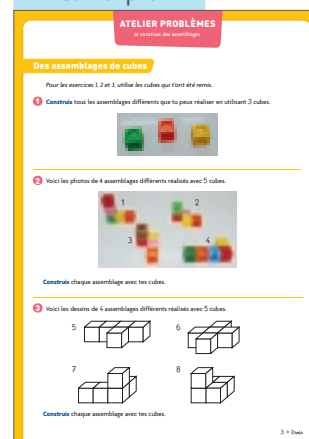 ATELIER PROBLÈMES
Je construis des assemblages
Des assemblages de cubes
Pour les exercices 1, 2 et 3, utilise les cubes qui t'ont été remis.
1 Construis tous les assemblages différents que tu peux réaliser en utilisant 3 cubes.
2 Voici les photos de 4 assemblages différents réalisés avec 5 cubes.
1 2
3 4
Construis chaque assemblage avec tes cubes.
3 Voici les dessins de 4 assemblages différents réalisés avec 5 cubes.
5 6
7 8
Construis chaque assemblage avec tes cubes.
3 • trois